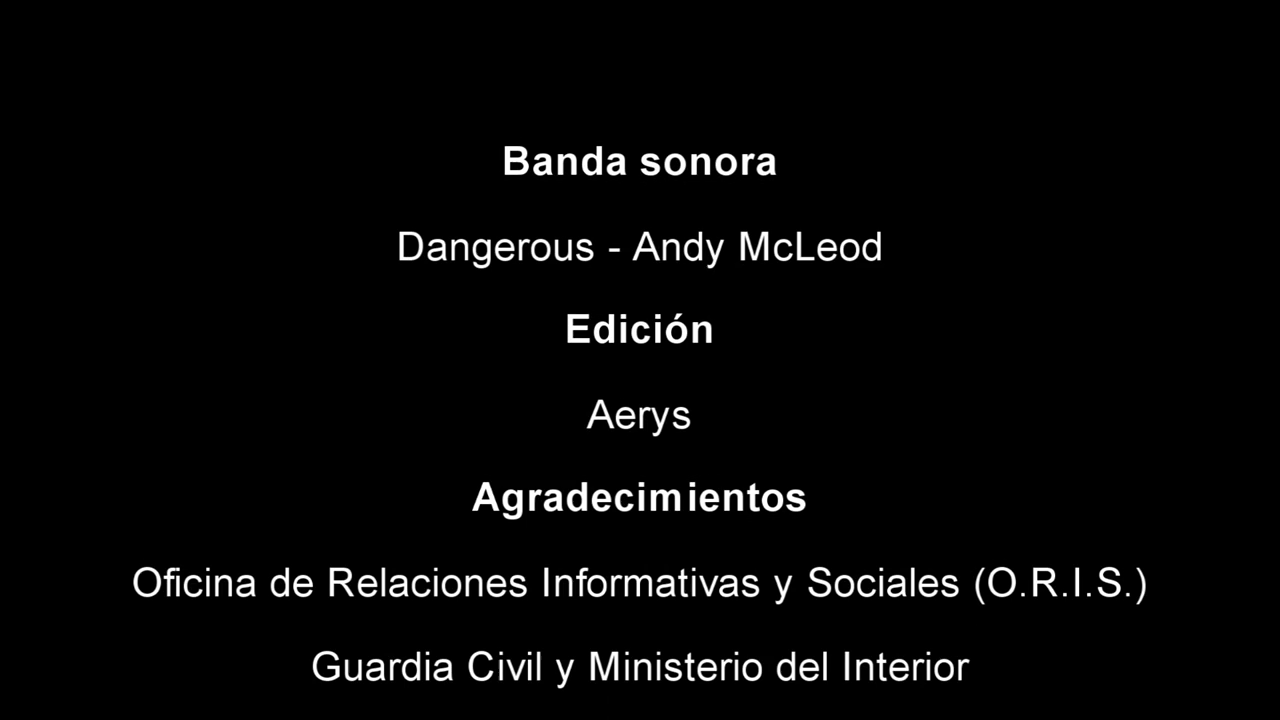 Banda sonora
Dangerous - Andy McLeod
Edición
Aerys
Agradecimientos
Oficina de Relaciones Informativas y Sociales (O.R.I.S.)
Guardia Civil y Ministerio del Interior